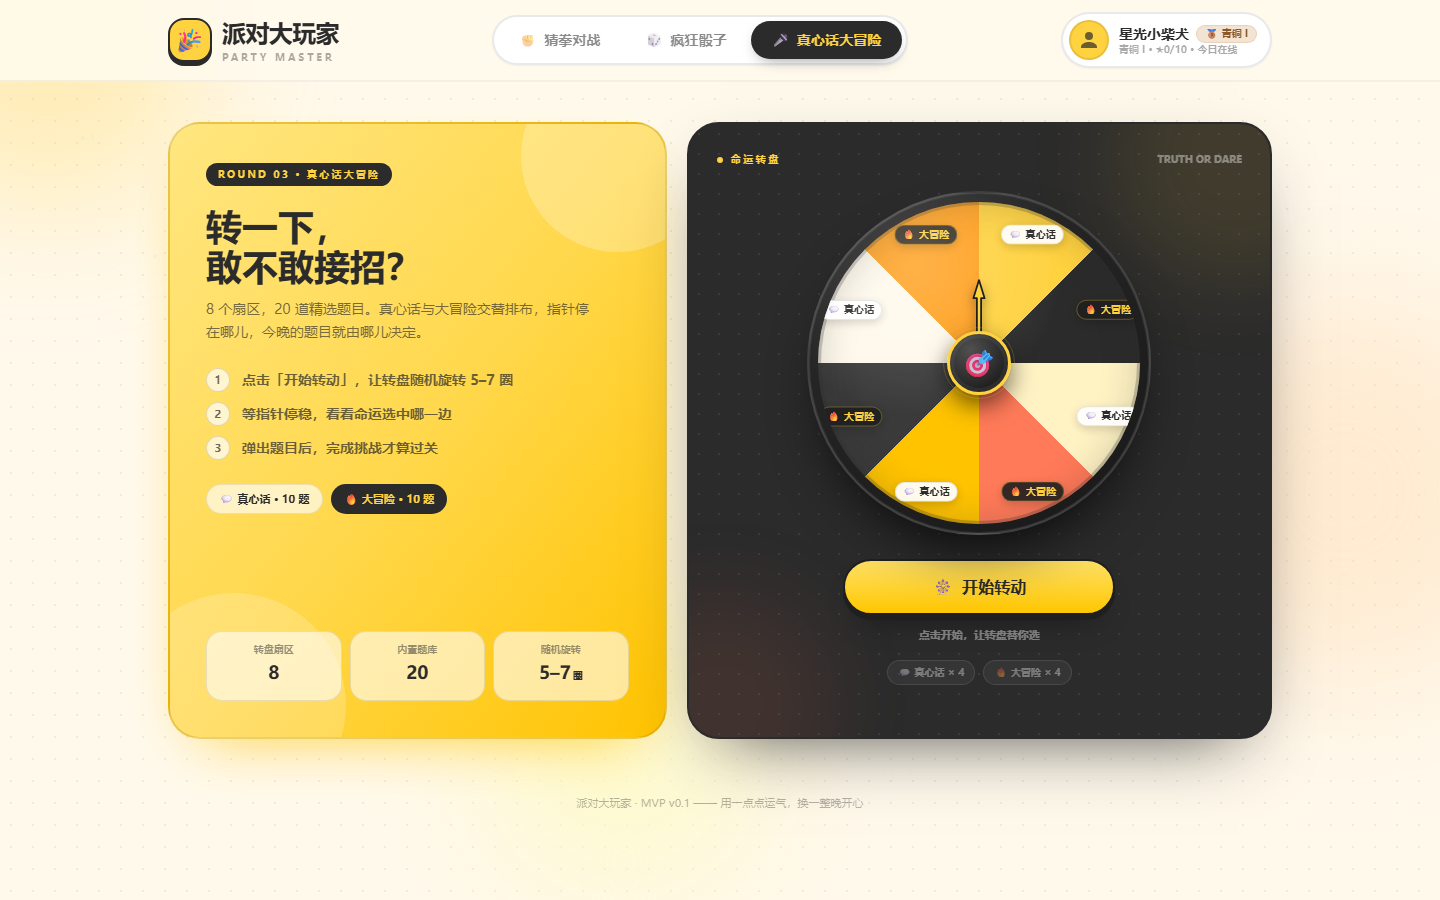 派对大玩家
PARTY MASTER
猜拳对战
疯狂骰子
真心话大冒险
星光小柴犬
青铜 I
青铜 I • ★0/10 • 今日在线
ROUND 03 • 真心话大冒险
转一下，
敢不敢接招？
8 个扇区，20 道精选题目。真心话与大冒险交替排布，指针停
在哪儿，今晚的题目就由哪儿决定。
1 点击「开始转动」，让转盘随机旋转 5–7 圈
2 等指针停稳，看看命运选中哪一边
3 弹出题目后，完成挑战才算过关
真心话 • 10 题
大冒险 • 10 题
转盘扇区
8
内置题库
20
随机旋转
5–7 圈
命运转盘
TRUTH OR DARE
大冒险
真心话
真心话
大冒险
大冒险
真心话
真心话
大冒险
开始转动
点击开始，让转盘替你选
真心话 × 4
大冒险 × 4
派对大玩家 · MVP v0.1 —— 用一点点运气，换一整晚开心